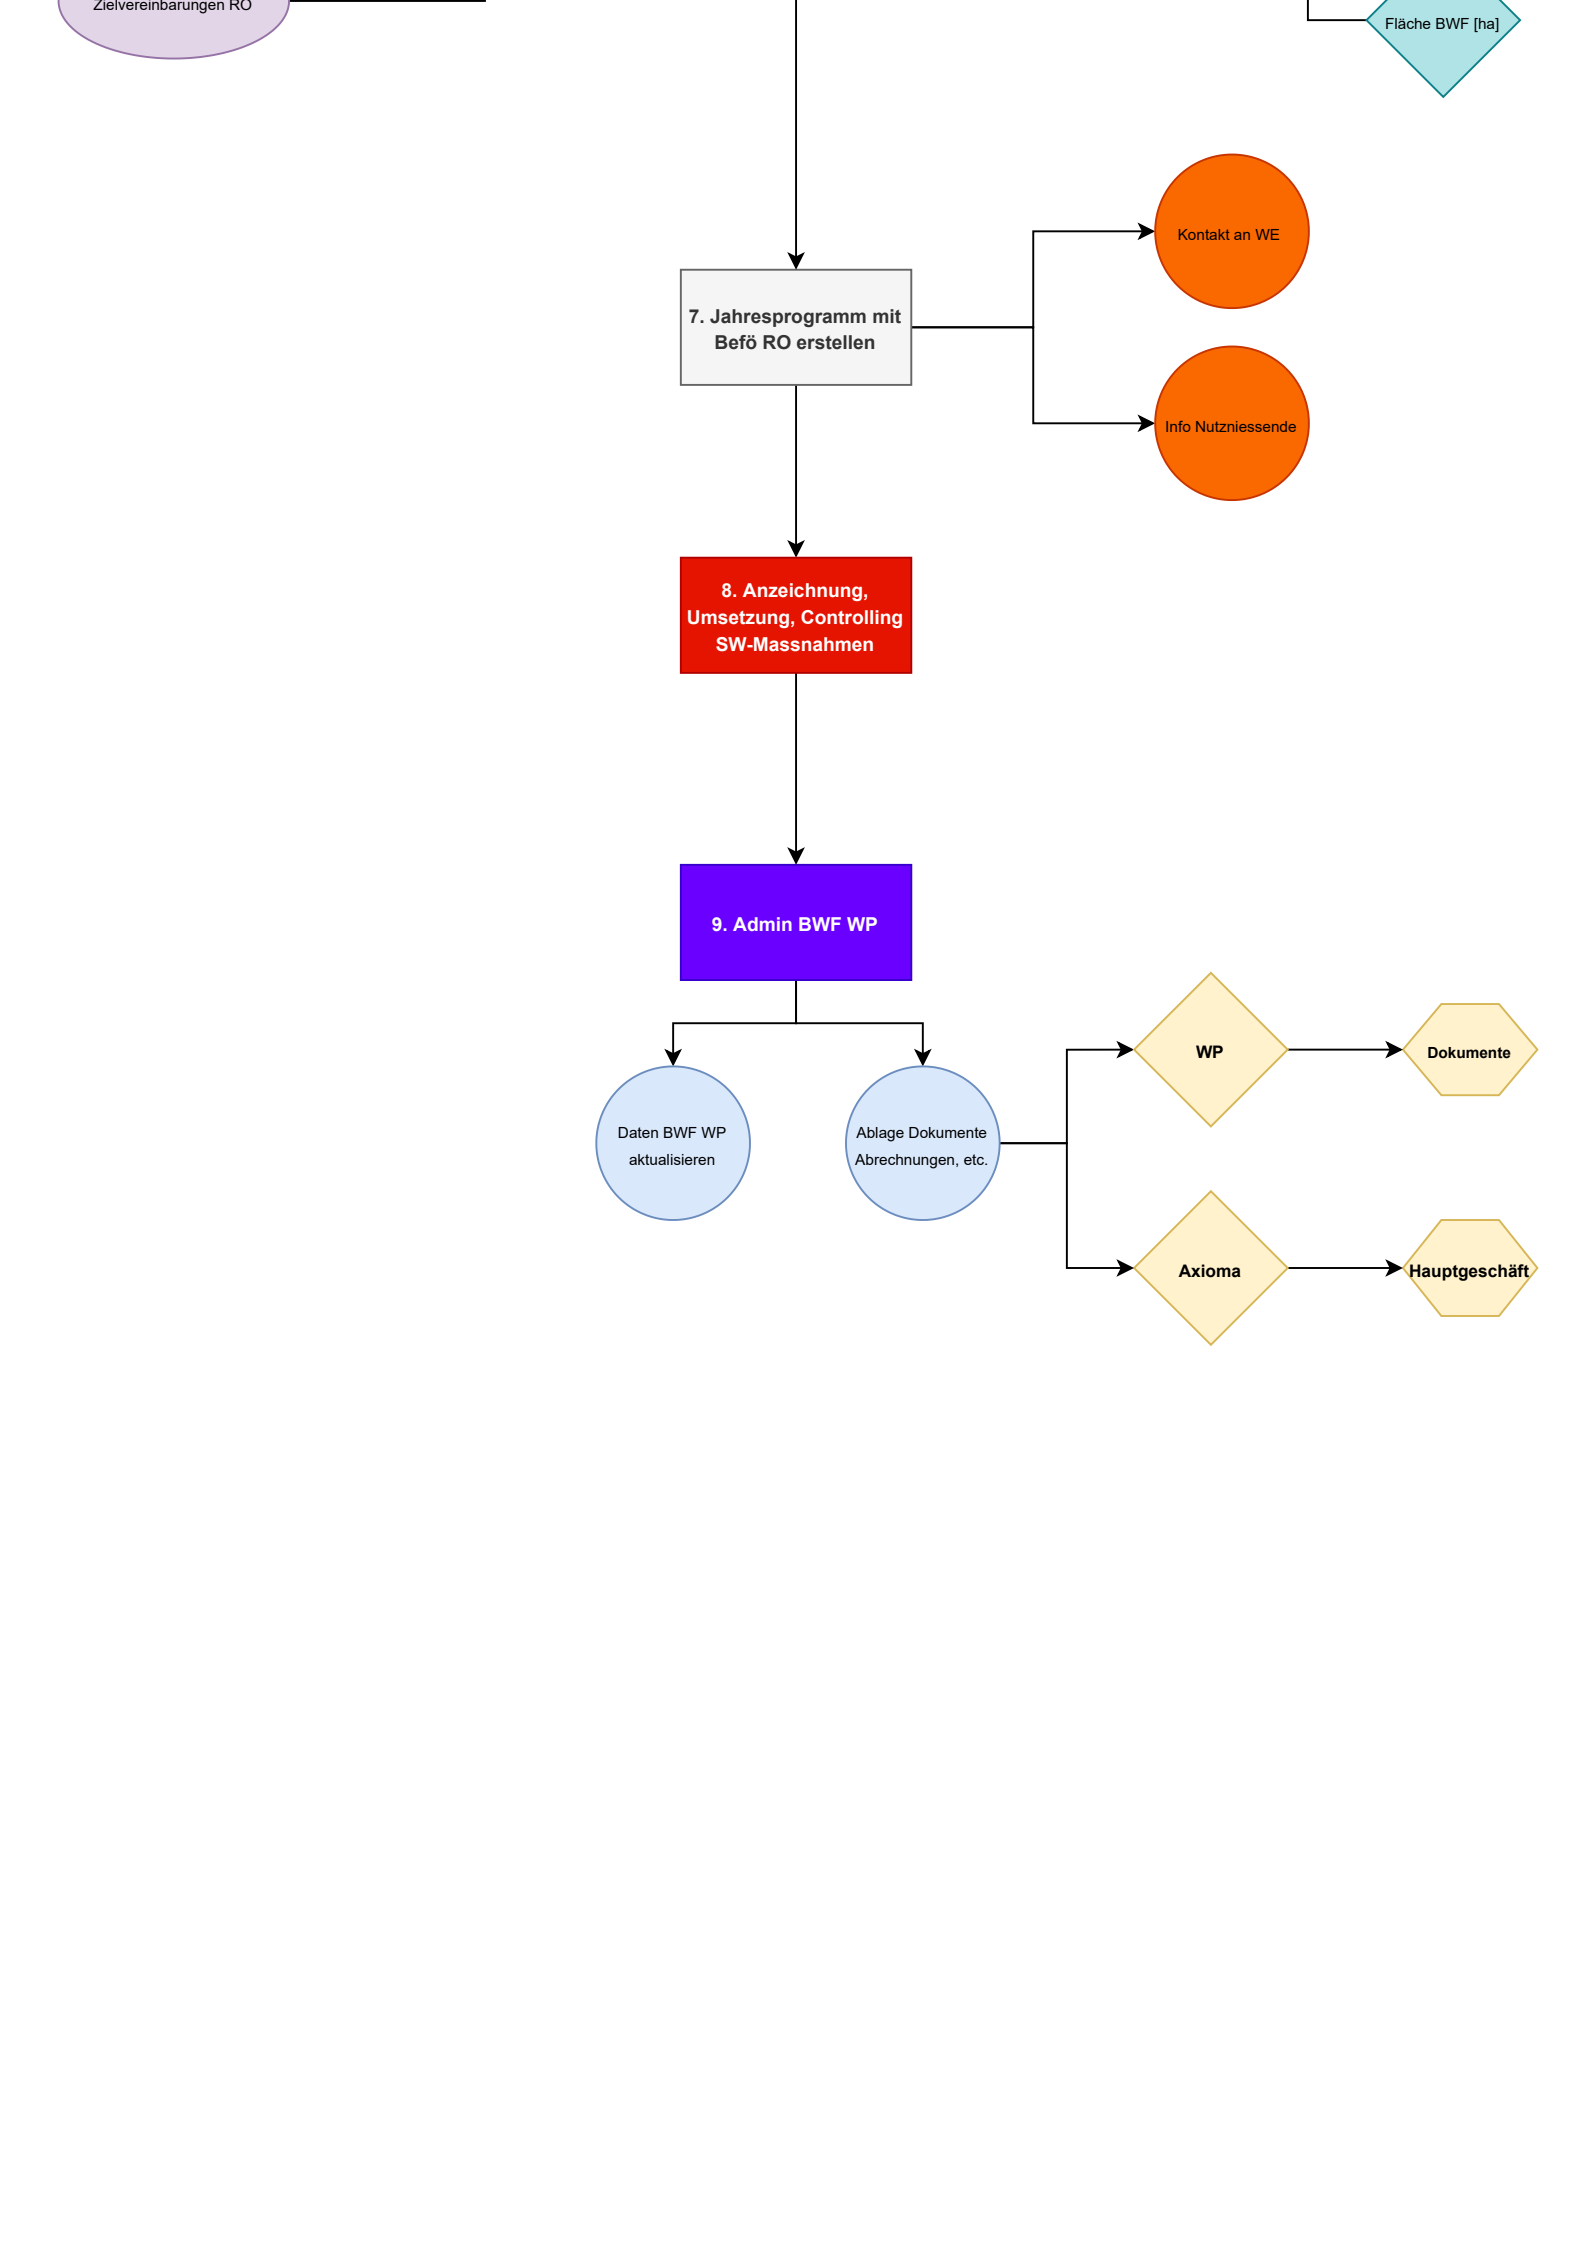 Zielvereinbarungen RO
Fläche BWF [ha]
Kontakt an WE
7. Jahresprogramm mit
Befö RO erstellen
Info Nutzniessende
8. Anzeichnung,
Umsetzung, Controlling
SW-Massnahmen
9. Admin BWF WP
WP
Dokumente
Daten BWF WP
aktualisieren
Ablage Dokumente
Abrechnungen, etc.
Axioma
Hauptgeschäft